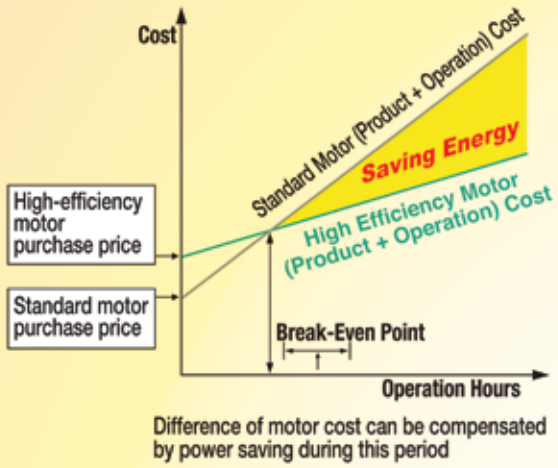 Cost
Standard Motor (Product + Operation) Cost
Saving Energy
High Efficiency Motor
(Product + Operation) Cost
High-efficiency
motor
purchase price
Standard motor
purchase price
Break-Even Point
Operation Hours
Difference of motor cost can be compensated
by power saving during this period